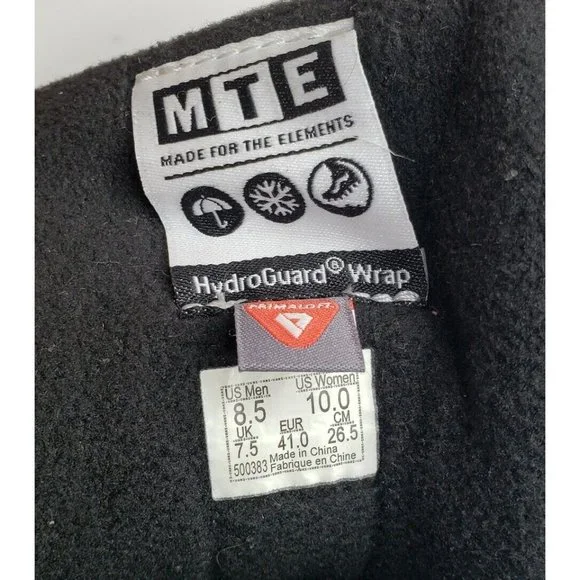 MTE
MADE FOR THE ELEMENTS
HydroGuard® Wrap
PRIMALOFT
US Men US Women
8.5 10.0
UK EUR CM
7.5 41.0 26.5
Made in China
500383 Fabrique en Chine